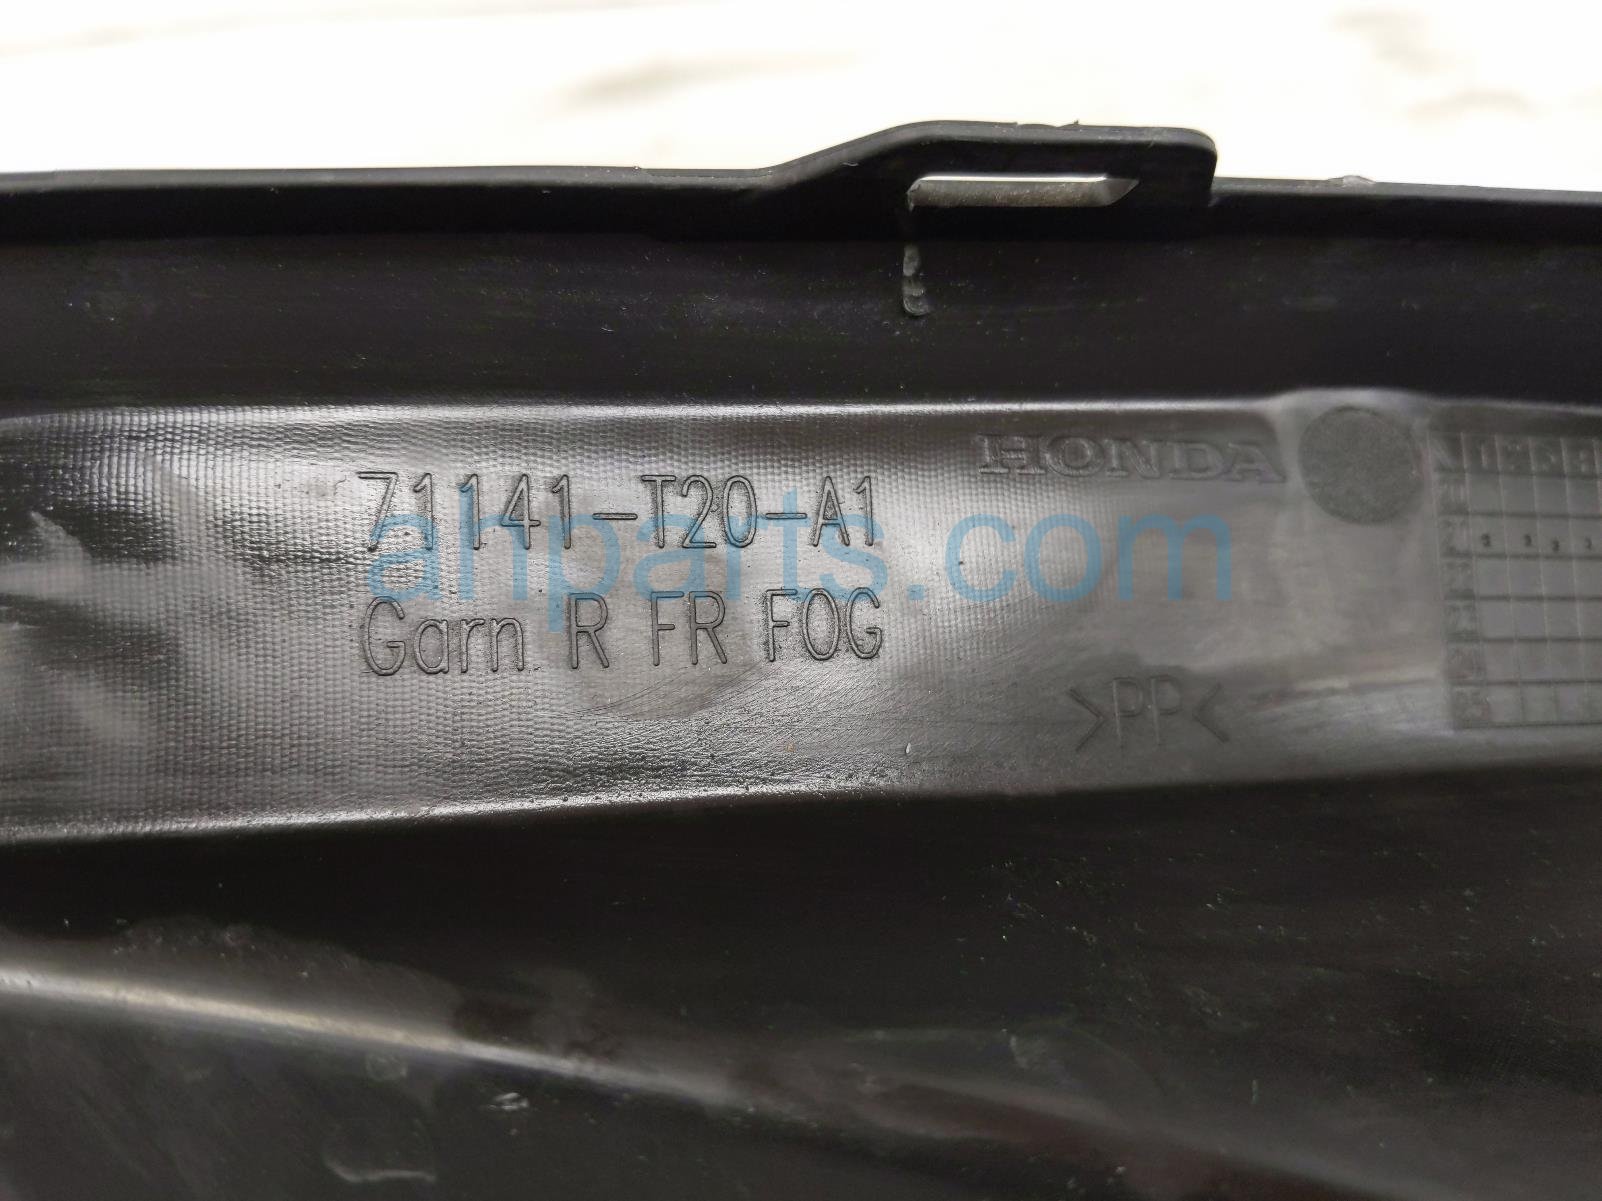 HONDA
71141-T20-A1
ahparts.com
Garn R FR FOG
>PP<